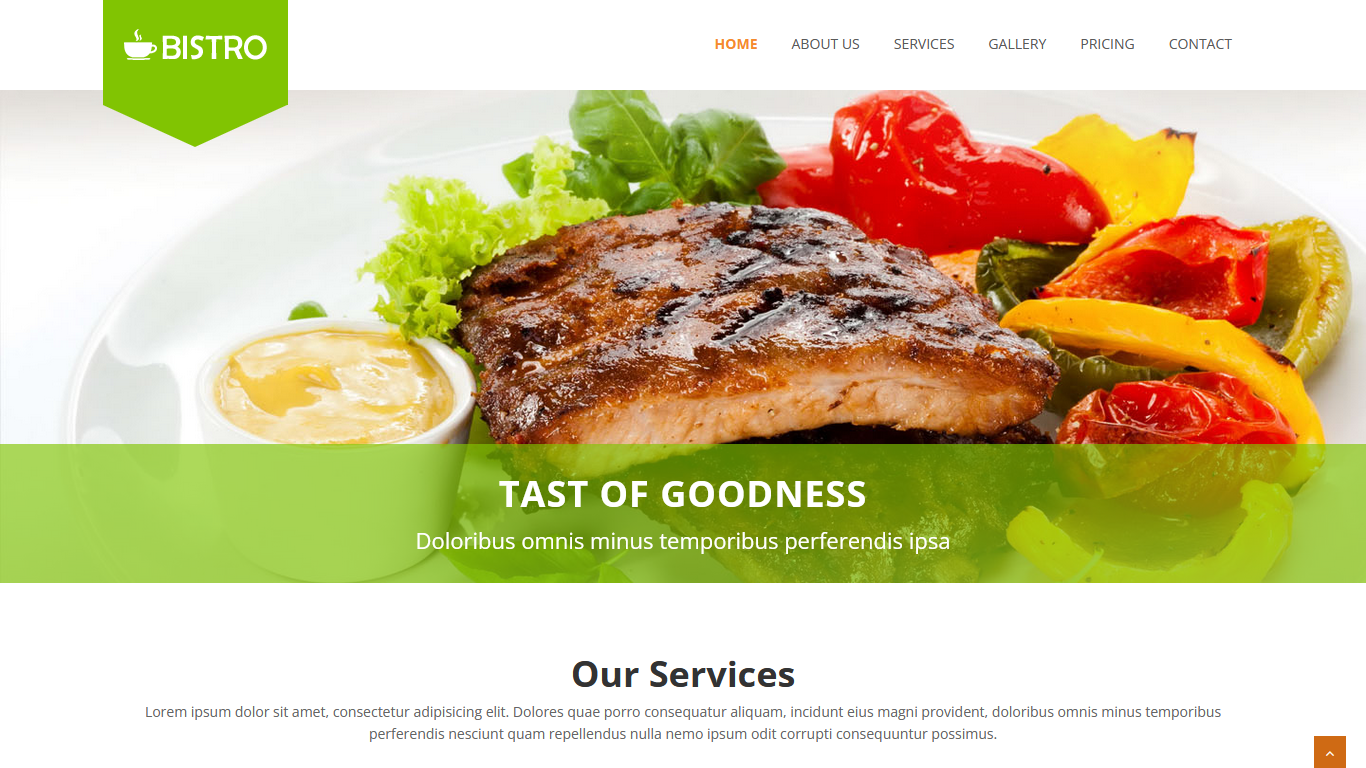 BISTRO
HOME ABOUT US SERVICES GALLERY PRICING CONTACT
TAST OF GOODNESS
Doloribus omnis minus temporibus perferendis ipsa
Our Services
Lorem ipsum dolor sit amet, consectetur adipisicing elit. Dolores quae porro consequatur aliquam, incidunt eius magni provident, doloribus omnis minus temporibus
perferendis nesciunt quam repellendus nulla nemo ipsum odit corrupti consequuntur possimus.